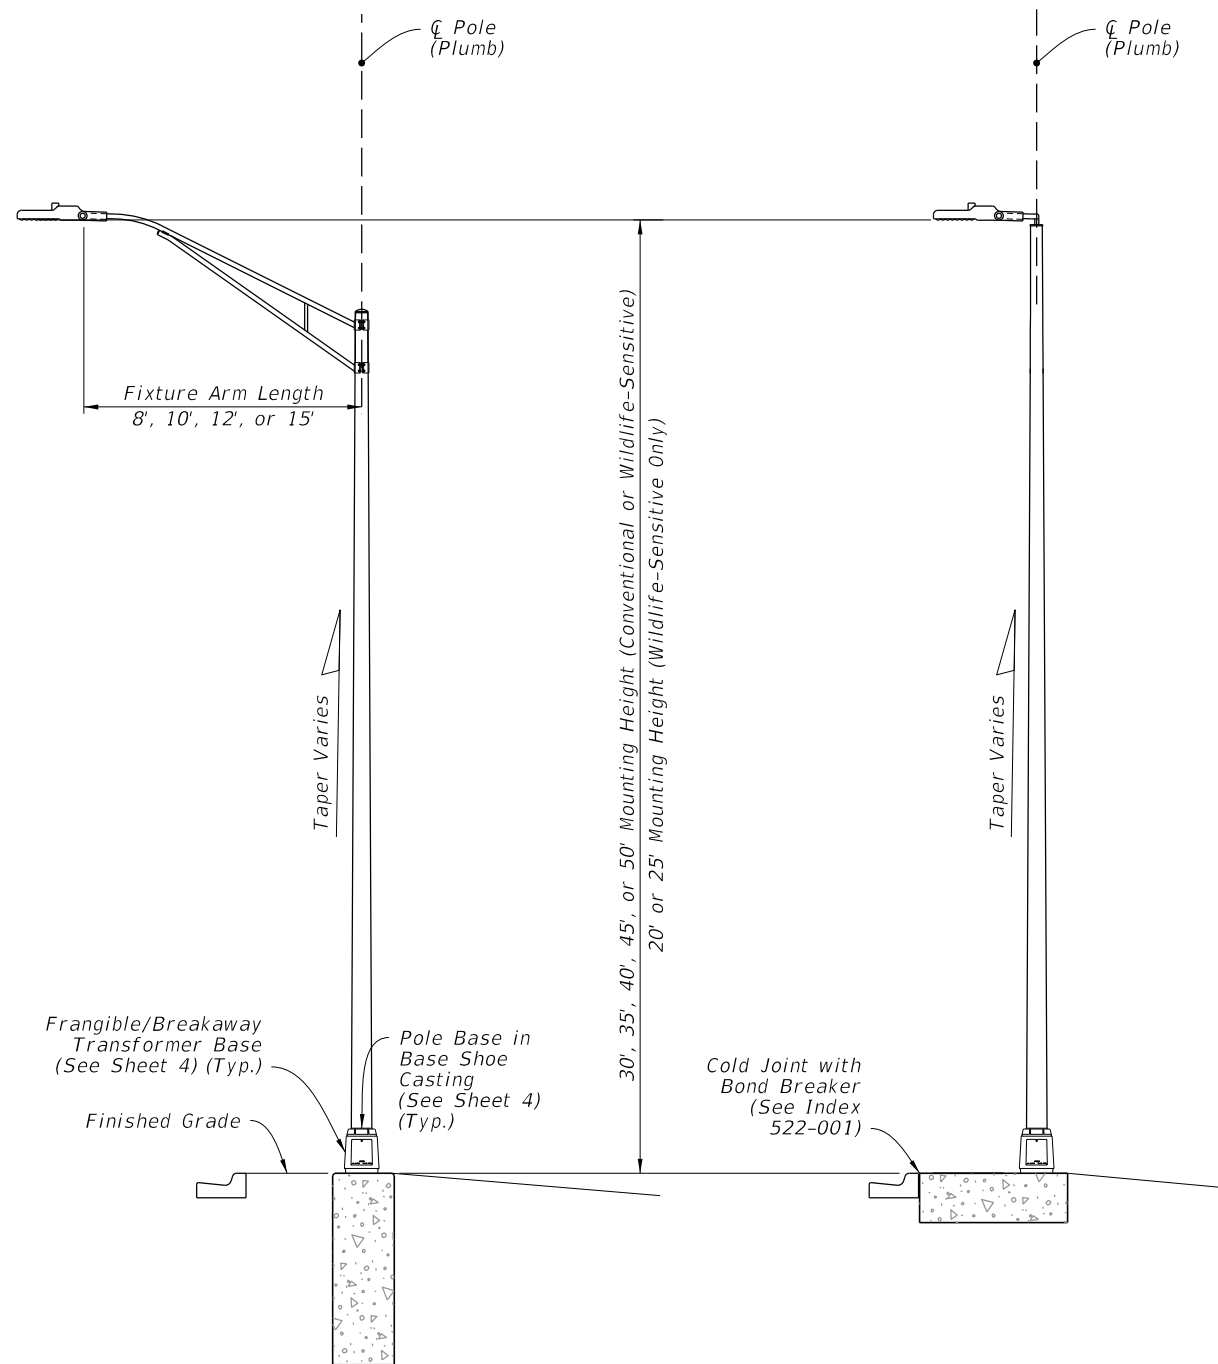 ℄ Pole
(Plumb)
℄ Pole
(Plumb)
Fixture Arm Length
8', 10', 12', or 15'
30', 35', 40', 45', or 50' Mounting Height (Conventional or Wildlife-Sensitive)
20' or 25' Mounting Height (Wildlife-Sensitive Only)
Taper Varies
Taper Varies
Frangible/Breakaway
Transformer Base
(See Sheet 4) (Typ.)
Finished Grade
Pole Base in
Base Shoe
Casting
(See Sheet 4)
(Typ.)
Cold Joint with
Bond Breaker
(See Index
522-001)